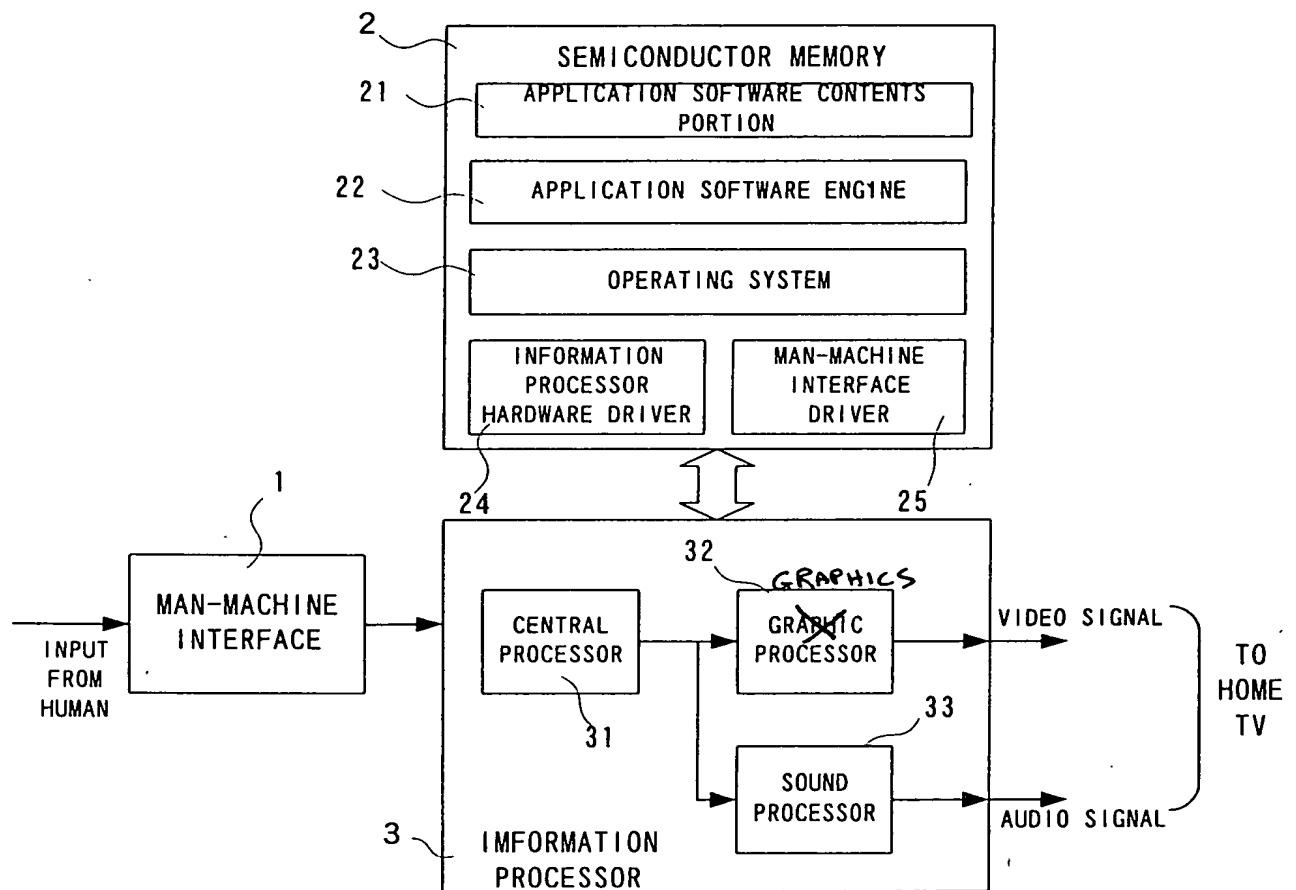 2
SEMICONDUCTOR MEMORY
21
APPLICATION SOFTWARE CONTENTS
PORTION
22
APPLICATION SOFTWARE ENGINE
23
OPERATING SYSTEM
INFORMATION
PROCESSOR
HARDWARE DRIVER
MAN-MACHINE
INTERFACE
DRIVER
24
25
1
MAN-MACHINE
INTERFACE
INPUT
FROM
HUMAN
32
GRAPHICS
CENTRAL
PROCESSOR
31
GRAPHIC
PROCESSOR
33
SOUND
PROCESSOR
3
IMFORMATION
PROCESSOR
VIDEO SIGNAL
AUDIO SIGNAL
TO
HOME
TV